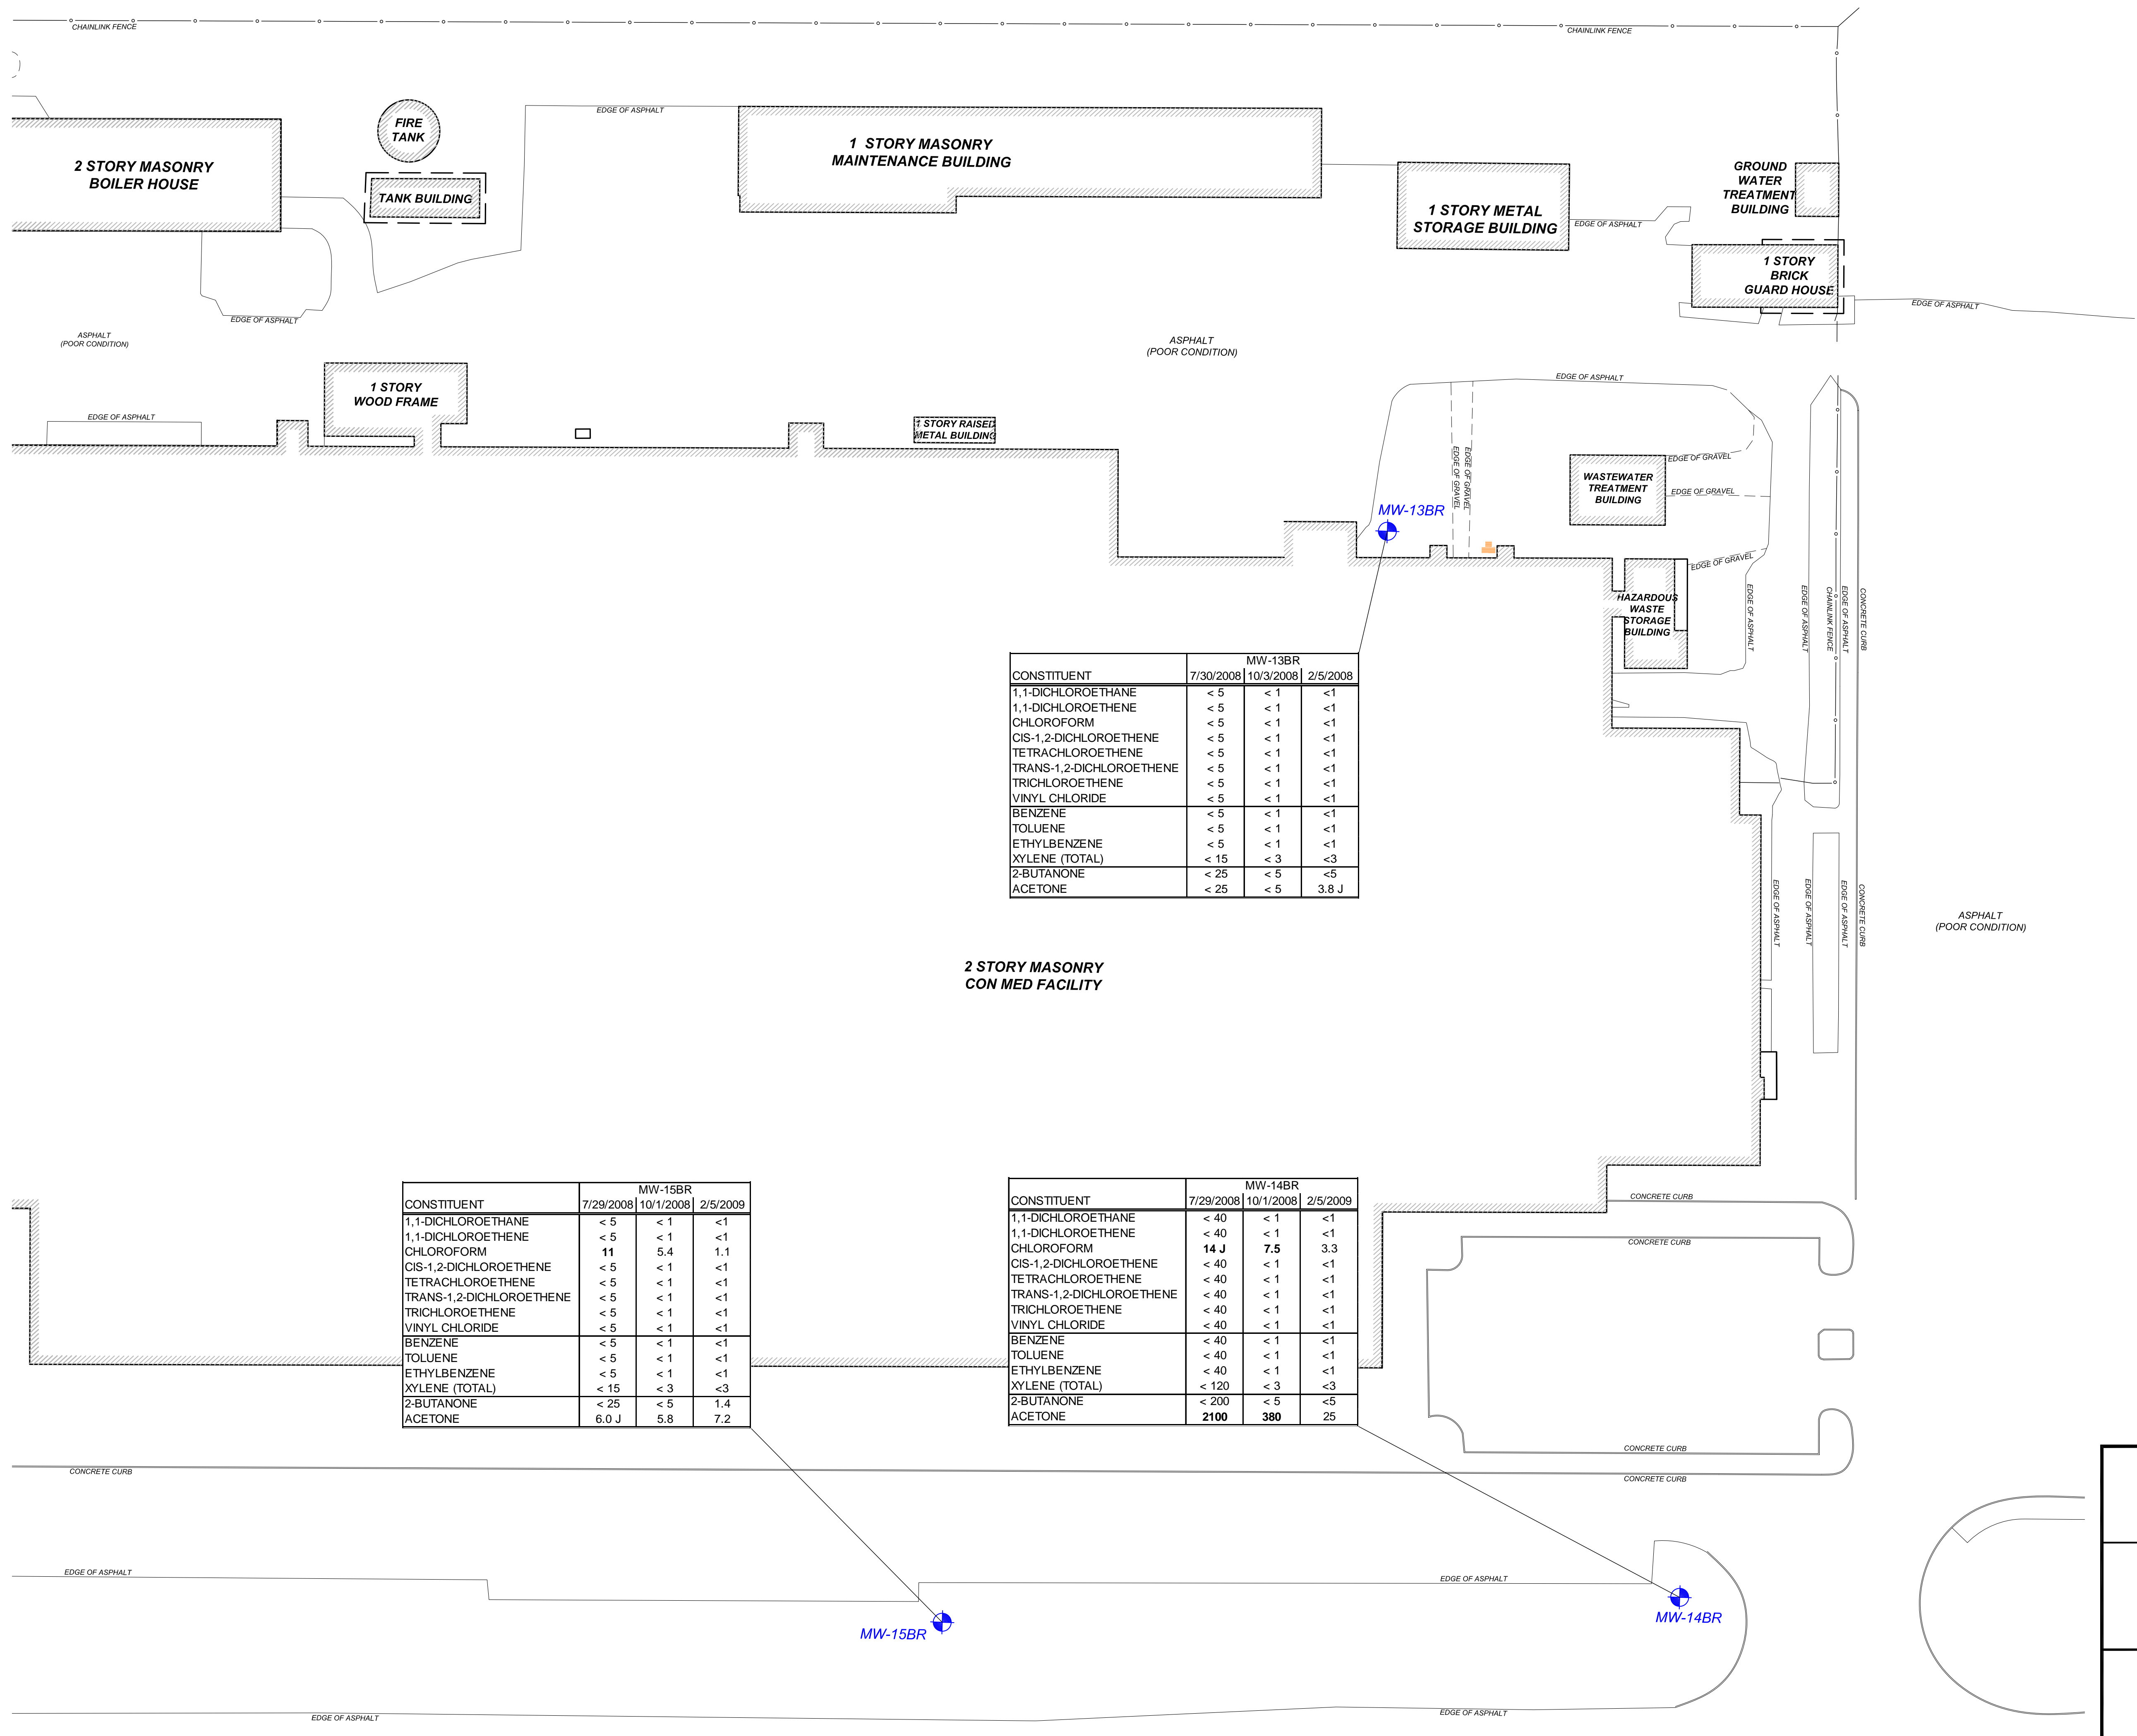 CHAINLINK FENCE
CHAINLINK FENCE
EDGE OF ASPHALT
FIRE
TANK
2 STORY MASONRY
BOILER HOUSE
TANK BUILDING
1 STORY MASONRY
MAINTENANCE BUILDING
1 STORY METAL
STORAGE BUILDING
EDGE OF ASPHALT
GROUND
WATER
TREATMENT
BUILDING
1 STORY
BRICK
GUARD HOUSE
EDGE OF ASPHALT
EDGE OF ASPHALT
ASPHALT
(POOR CONDITION)
ASPHALT
(POOR CONDITION)
1 STORY
WOOD FRAME
EDGE OF ASPHALT
1 STORY RAISED
METAL BUILDING
EDGE OF ASPHALT
EDGE OF GRAVEL
EDGE OF GRAVEL
EDGE OF GRAVEL
EDGE OF GRAVEL
WASTEWATER
TREATMENT
BUILDING
MW-13BR
EDGE OF GRAVEL
HAZARDOUS
WASTE
STORAGE
BUILDING
EDGE OF ASPHALT
EDGE OF ASPHALT
CHAINLINK FENCE
EDGE OF ASPHALT
CONCRETE CURB
MW-13BR
CONSTITUENT 7/30/2008 10/3/2008 2/5/2008
1,1-DICHLOROETHANE < 5 < 1 <1
1,1-DICHLOROETHENE < 5 < 1 <1
CHLOROFORM < 5 < 1 <1
CIS-1,2-DICHLOROETHENE < 5 < 1 <1
TETRACHLOROETHENE < 5 < 1 <1
TRANS-1,2-DICHLOROETHENE < 5 < 1 <1
TRICHLOROETHENE < 5 < 1 <1
VINYL CHLORIDE < 5 < 1 <1
BENZENE < 5 < 1 <1
TOLUENE < 5 < 1 <1
ETHYLBENZENE < 5 < 1 <1
XYLENE (TOTAL) < 15 < 3 <3
2-BUTANONE < 25 < 5 <5
ACETONE < 25 < 5 3.8 J
EDGE OF ASPHALT
EDGE OF ASPHALT
EDGE OF ASPHALT
CONCRETE CURB
ASPHALT
(POOR CONDITION)
2 STORY MASONRY
CON MED FACILITY
MW-15BR
CONSTITUENT 7/29/2008 10/1/2008 2/5/2009
1,1-DICHLOROETHANE < 5 < 1 <1
1,1-DICHLOROETHENE < 5 < 1 <1
CHLOROFORM 11 5.4 1.1
CIS-1,2-DICHLOROETHENE < 5 < 1 <1
TETRACHLOROETHENE < 5 < 1 <1
TRANS-1,2-DICHLOROETHENE < 5 < 1 <1
TRICHLOROETHENE < 5 < 1 <1
VINYL CHLORIDE < 5 < 1 <1
BENZENE < 5 < 1 <1
TOLUENE < 5 < 1 <1
ETHYLBENZENE < 5 < 1 <1
XYLENE (TOTAL) < 15 < 3 <3
2-BUTANONE < 25 < 5 1.4
ACETONE 6.0 J 5.8 7.2
MW-14BR
CONSTITUENT 7/29/2008 10/1/2008 2/5/2009
1,1-DICHLOROETHANE < 40 < 1 <1
1,1-DICHLOROETHENE < 40 < 1 <1
CHLOROFORM 14 J 7.5 3.3
CIS-1,2-DICHLOROETHENE < 40 < 1 <1
TETRACHLOROETHENE < 40 < 1 <1
TRANS-1,2-DICHLOROETHENE < 40 < 1 <1
TRICHLOROETHENE < 40 < 1 <1
VINYL CHLORIDE < 40 < 1 <1
BENZENE < 40 < 1 <1
TOLUENE < 40 < 1 <1
ETHYLBENZENE < 40 < 1 <1
XYLENE (TOTAL) < 120 < 3 <3
2-BUTANONE < 200 < 5 <5
ACETONE 2100 380 25
CONCRETE CURB
CONCRETE CURB
CONCRETE CURB
CONCRETE CURB
CONCRETE CURB
EDGE OF ASPHALT
EDGE OF ASPHALT
MW-15BR
MW-14BR
EDGE OF ASPHALT
EDGE OF ASPHALT